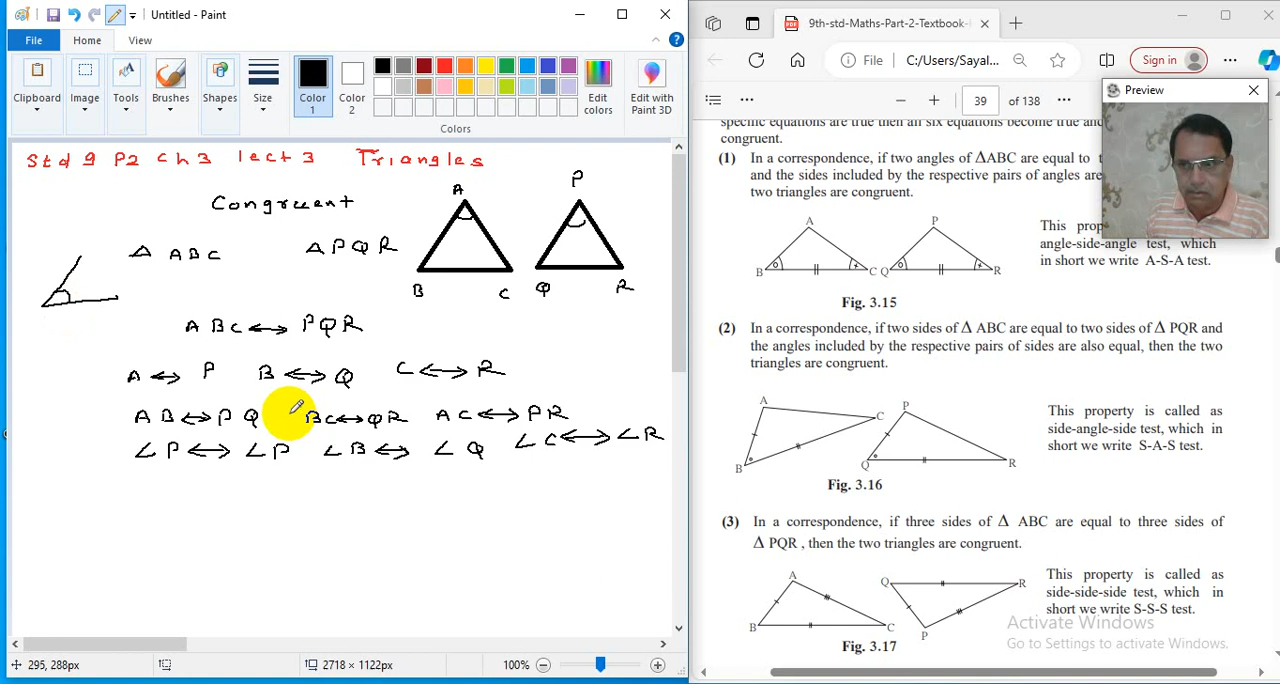 Untitled - Paint
File Home View
Clipboard Image Tools Brushes Shapes Size Color 1 Color 2 Edit colors Edit with Paint 3D
Colors
Std 9 P2 Ch 3 lect 3 Triangles
Congruent
Δ ABC Δ PQR
A P
B C Q R
ABC ↔ PQR
A ↔ P B ↔ Q C ↔ R
AB ↔ PQ BC ↔ QR AC ↔ PR
∠P ↔ ∠P ∠B ↔ ∠Q ∠C ↔ ∠R
295, 288px 2718 × 1122px 100%
9th-std-Maths-Part-2-Textbook-
File C:/Users/Sayal... Sign in
39 of 138
Preview
specific equations are true then all six equations become true and
congruent.
(1) In a correspondence, if two angles of ΔABC are equal to
and the sides included by the respective pairs of angles are
two triangles are congruent.
A P
B C Q R
This
angle-side-angle test, which
in short we write A-S-A test.
Fig. 3.15
(2) In a correspondence, if two sides of Δ ABC are equal to two sides of Δ PQR and
the angles included by the respective pairs of sides are also equal, then the two
triangles are congruent.
A C P
B Q R
This property is called as
side-angle-side test, which in
short we write S-A-S test.
Fig. 3.16
(3) In a correspondence, if three sides of Δ ABC are equal to three sides of
Δ PQR , then the two triangles are congruent.
A Q R
B C P
This property is called as
side-side-side test, which in
short we write S-S-S test.
Fig. 3.17
Activate Windows
Go to Settings to activate Windows.